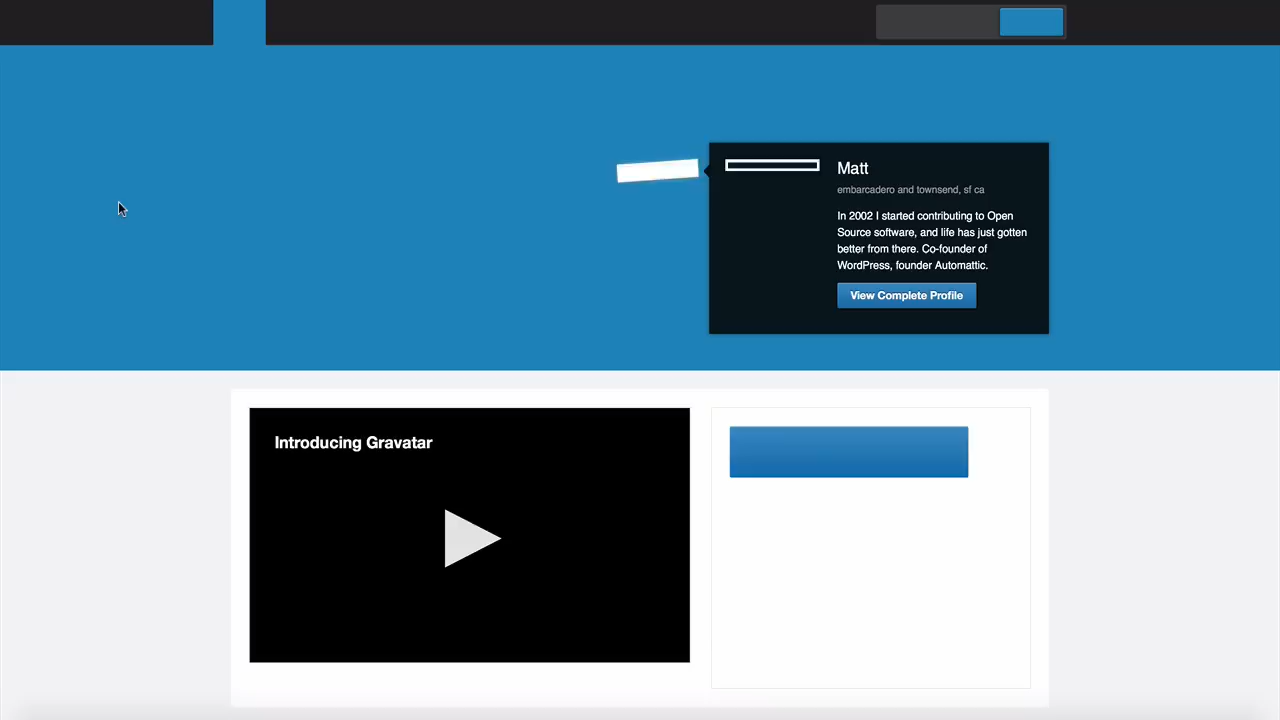 Matt
embarcadero and townsend, sf ca
In 2002 I started contributing to Open
Source software, and life has just gotten
better from there. Co-founder of
WordPress, founder Automattic.
View Complete Profile
Introducing Gravatar